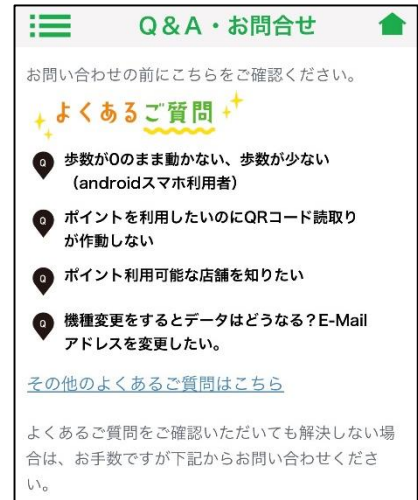 Q&A・お問合せ
お問い合わせの前にこちらをご確認ください。
よくあるご質問
Q 歩数が0のまま動かない、歩数が少ない
（androidスマホ利用者）
Q ポイントを利用したいのにQRコード読取り
が作動しない
Q ポイント利用可能な店舗を知りたい
Q 機種変更をするとデータはどうなる？E-Mail
アドレスを変更したい。
その他のよくあるご質問はこちら
よくあるご質問をご確認いただいても解決しない場
合は、お手数ですが下記からお問い合わせくださ
い。